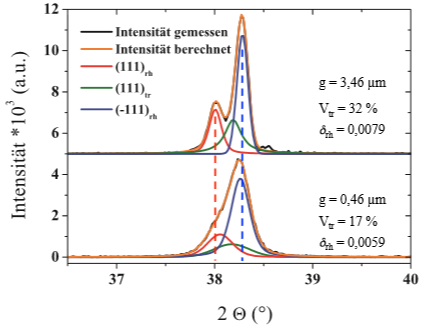 Intensität *10³ (a.u.)
12
10
8
6
4
2
0
Intensität gemessen
Intensität berechnet
(111)rh
(111)tr
(-111)rh
g = 3,46 µm
Vtr = 32 %
δrh = 0,0079
g = 0,46 µm
Vtr = 17 %
δrh = 0,0059
37
38
39
40
2 Θ (°)